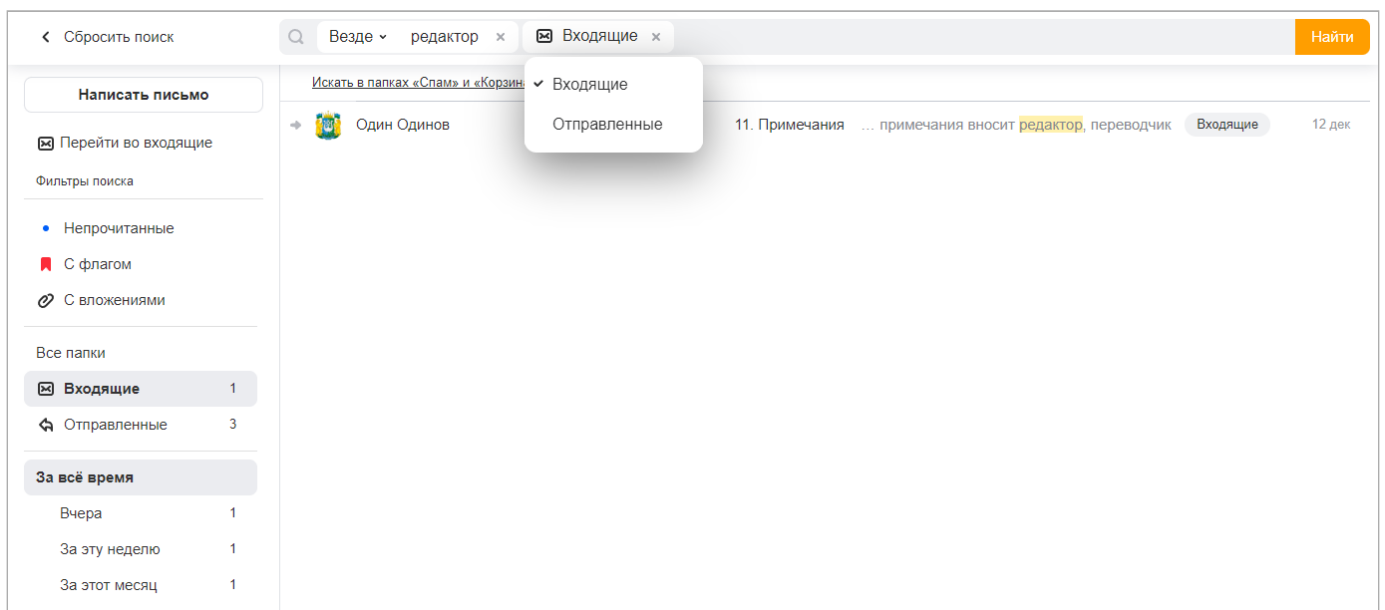 Сбросить поиск
Везде редактор × Входящие ×
Найти
Написать письмо
Искать в папках «Спам» и «Корзин
Входящие
Отправленные
Один Одинов
11. Примечания ... примечания вносит редактор, переводчик Входящие 12 дек
Перейти во входящие
Фильтры поиска
Непрочитанные
С флагом
С вложениями
Все папки
Входящие 1
Отправленные 3
За всё время
Вчера 1
За эту неделю 1
За этот месяц 1